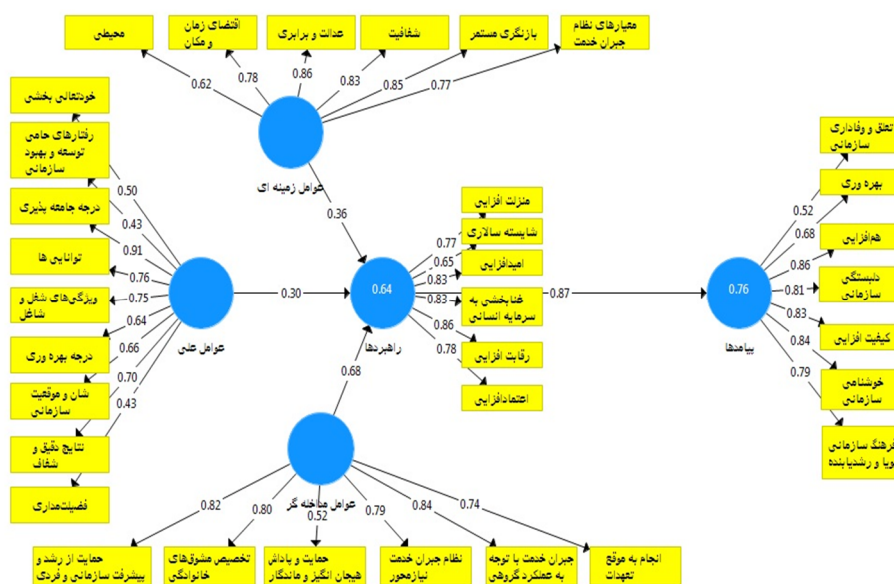 محیطی
اقتضای زمان
و مکان
عدالت و برابری
شفافیت
بازنگری مستمر
معیارهای نظام
جبران خدمت
0.62
0.78
0.86
0.83
0.85
0.77
عوامل زمینه ای
0.36
خودتعالی بخشی
رفتارهای حامی
توسعه و بهبود
سازمانی
درجه جامعه پذیری
توانایی ها
ویژگی‌های شغل و
شاغل
درجه بهره وری
شان و موقعیت
سازمانی
نتایج دقیق و
شفاف
فضیلت‌مداری
0.50
0.43
0.91
0.76
0.75
0.64
0.66
0.70
0.43
عوامل علی
0.30
منزلت افزایی
شایسته سالاری
امیدافزایی
غنابخشی به
سرمایه انسانی
رقابت افزایی
اعتمادافزایی
0.77
0.65
0.83
0.83
0.86
0.78
0.64
راهبردها
0.87
0.68
تعلق و وفاداری
سازمانی
بهره وری
هم‌افزایی
دلبستگی
سازمانی
کیفیت افزایی
خوشنامی
سازمانی
فرهنگ سازمانی
پویا و رشدیابنده
0.52
0.68
0.86
0.81
0.83
0.84
0.79
0.76
پیامدها
عوامل مداخله گر
0.82
0.80
0.52
0.79
0.84
0.74
حمایت از رشد و
پیشرفت سازمانی و فردی
تخصیص مشوق‌های
خانوادگی
حمایت و پاداش
هیجان انگیز و ماندگار
نظام جبران خدمت
نیازمحور
جبران خدمت با توجه
به عملکرد گروهی
انجام به موقع
تعهدات